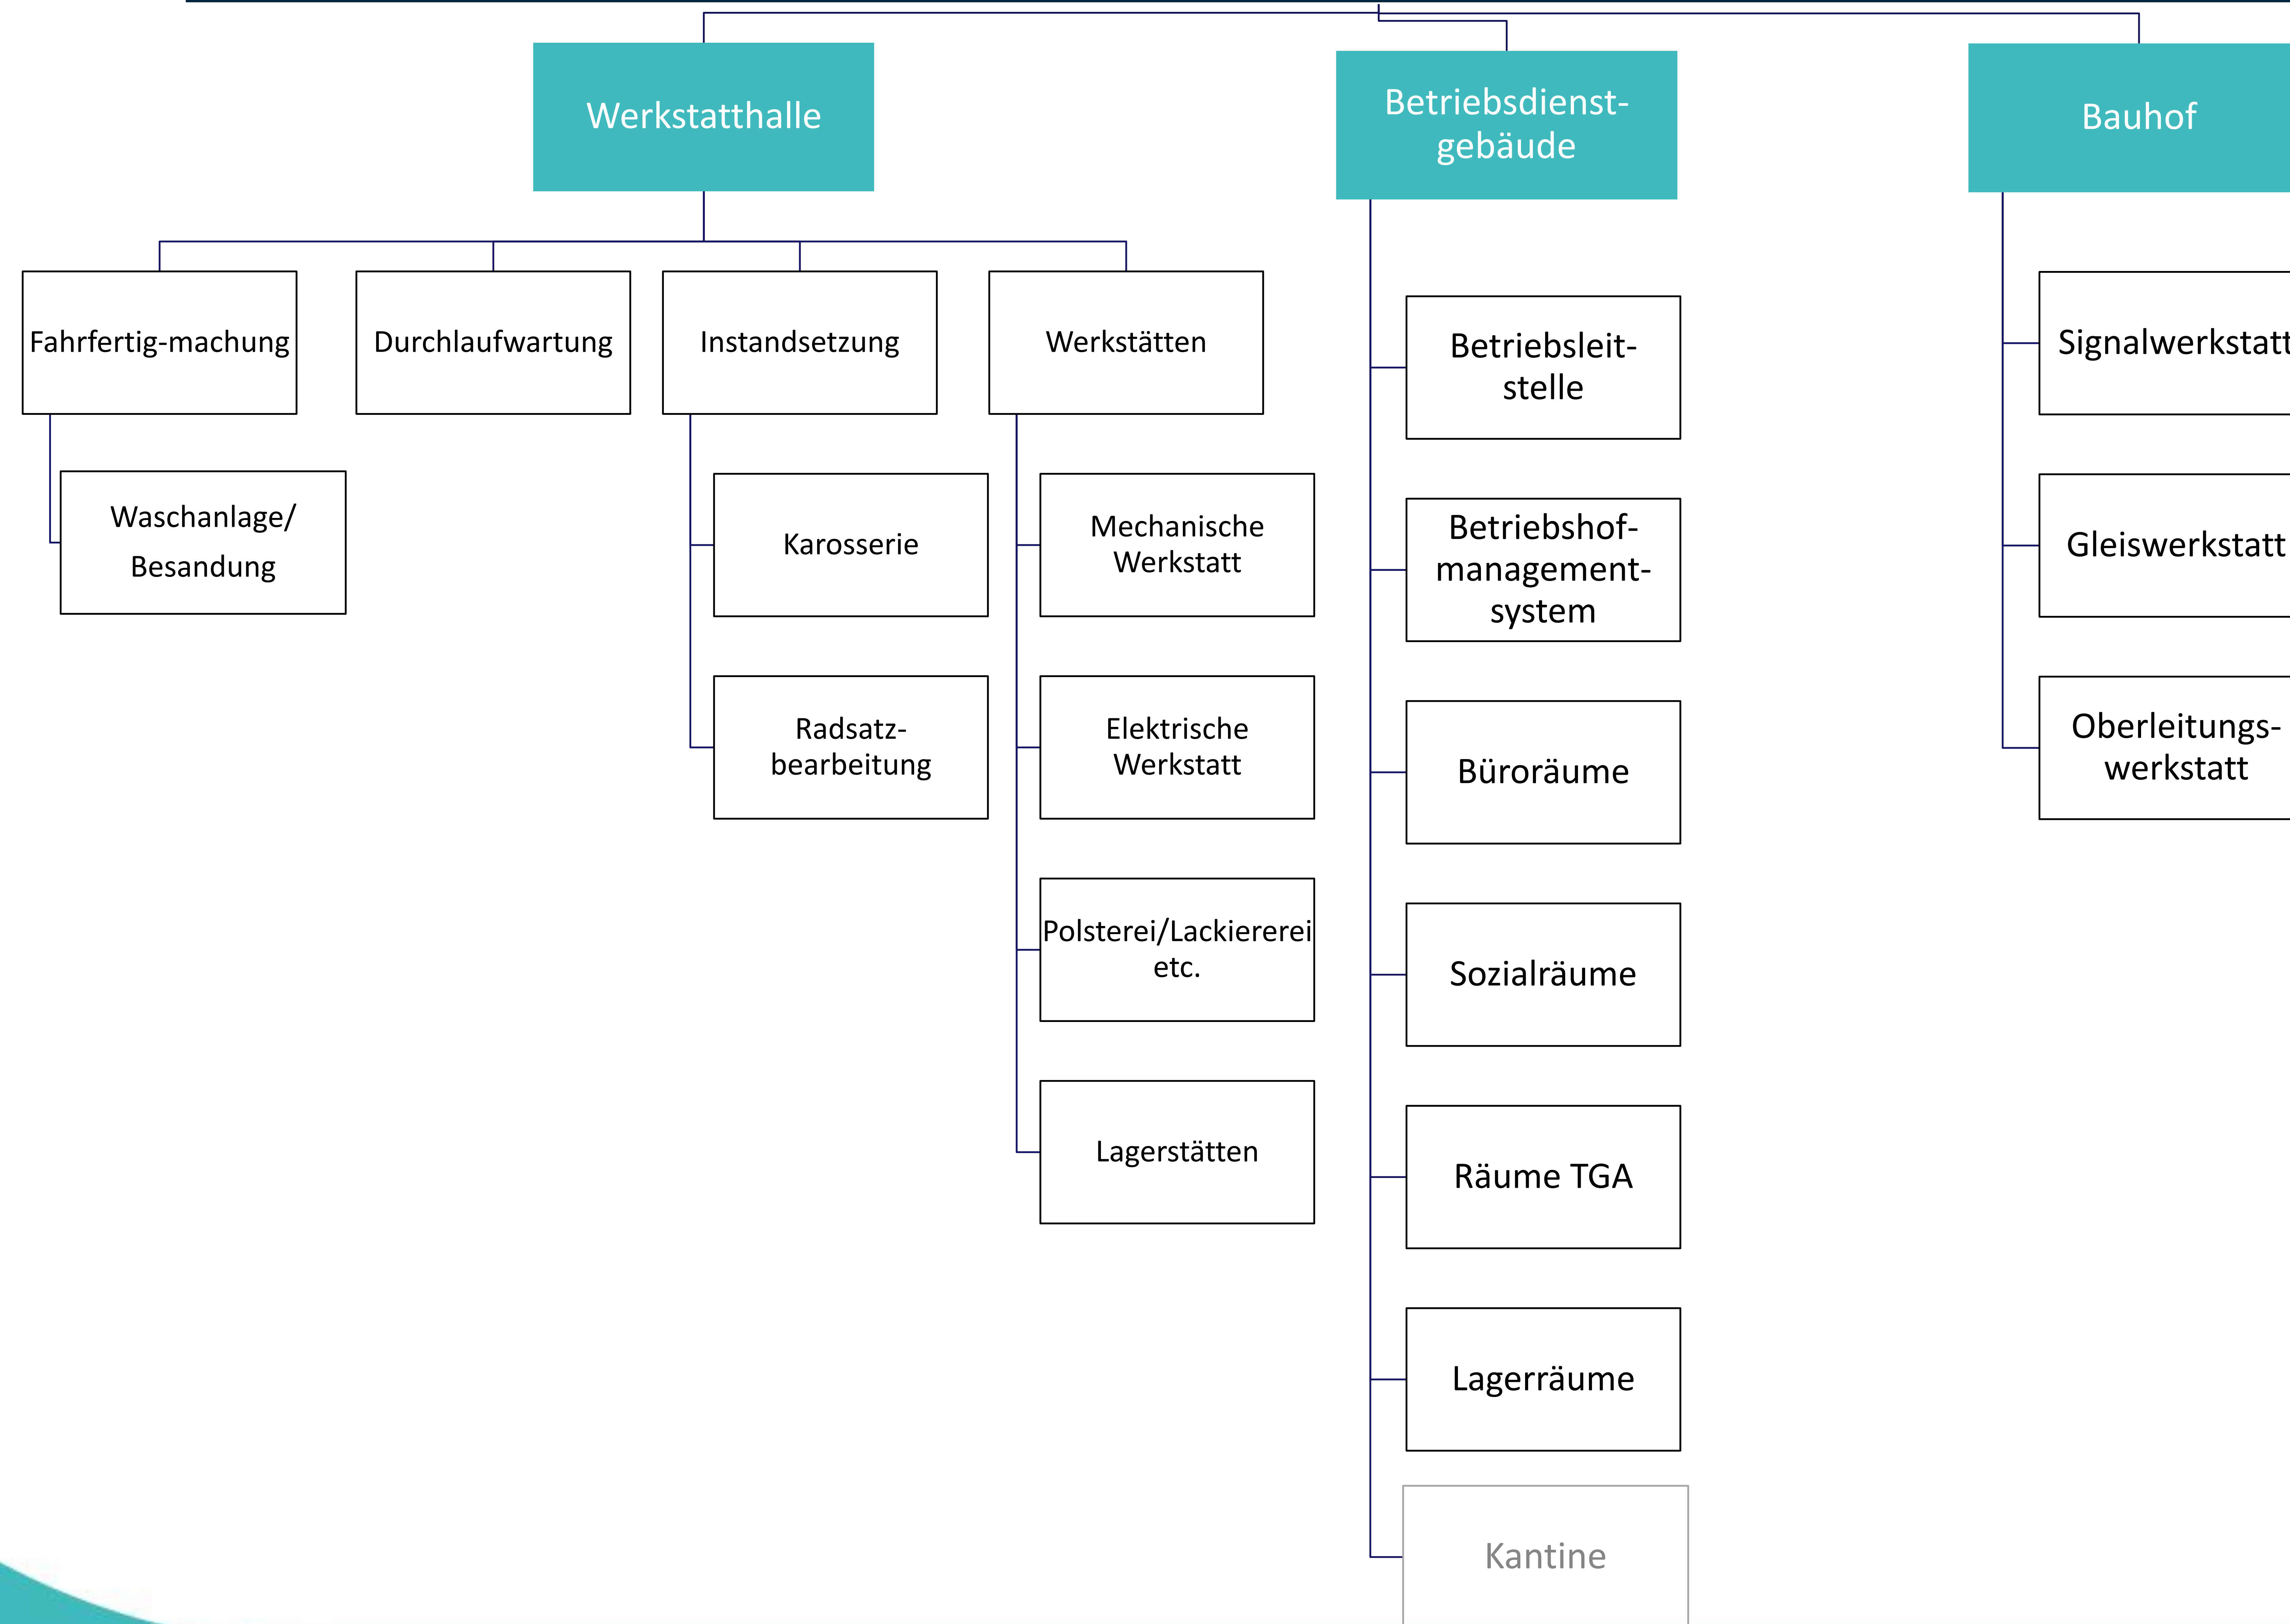 Werkstatthalle
Betriebsdienst-
gebäude
Bauhof
Fahrfertig-machung
Durchlaufwartung
Instandsetzung
Werkstätten
Waschanlage/
Besandung
Karosserie
Radsatz-
bearbeitung
Mechanische
Werkstatt
Elektrische
Werkstatt
Polsterei/Lackiererei
etc.
Lagerstätten
Betriebsleit-
stelle
Betriebshof-
management-
system
Büroräume
Sozialräume
Räume TGA
Lagerräume
Kantine
Signalwerkstatt
Gleiswerkstatt
Oberleitungs-
werkstatt